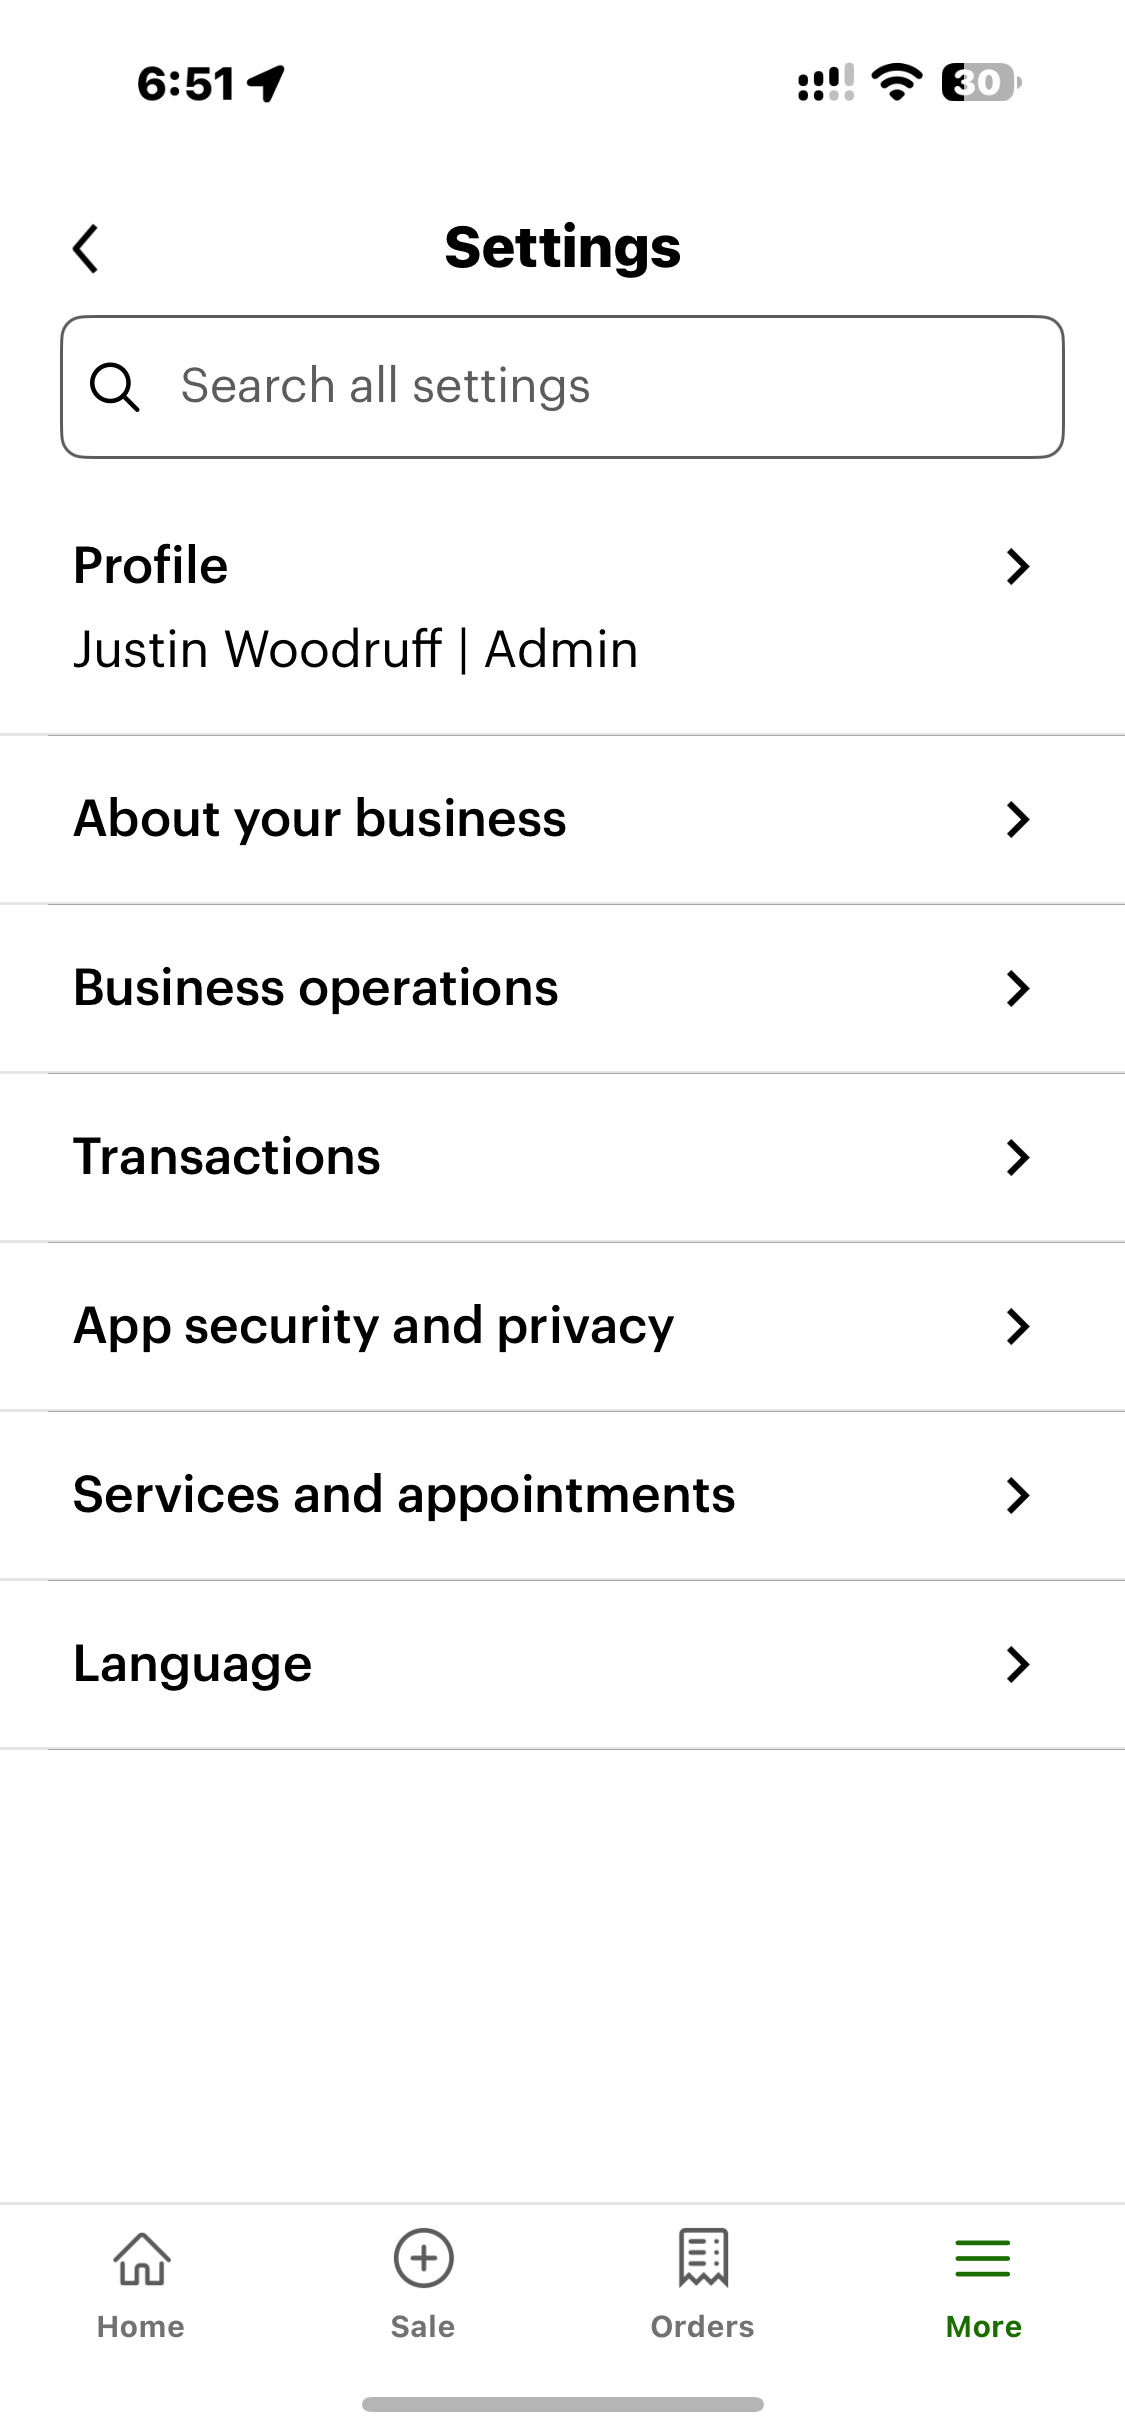 6:51
30
Settings
Search all settings
Profile
Justin Woodruff | Admin
About your business
Business operations
Transactions
App security and privacy
Services and appointments
Language
Home
Sale
Orders
More